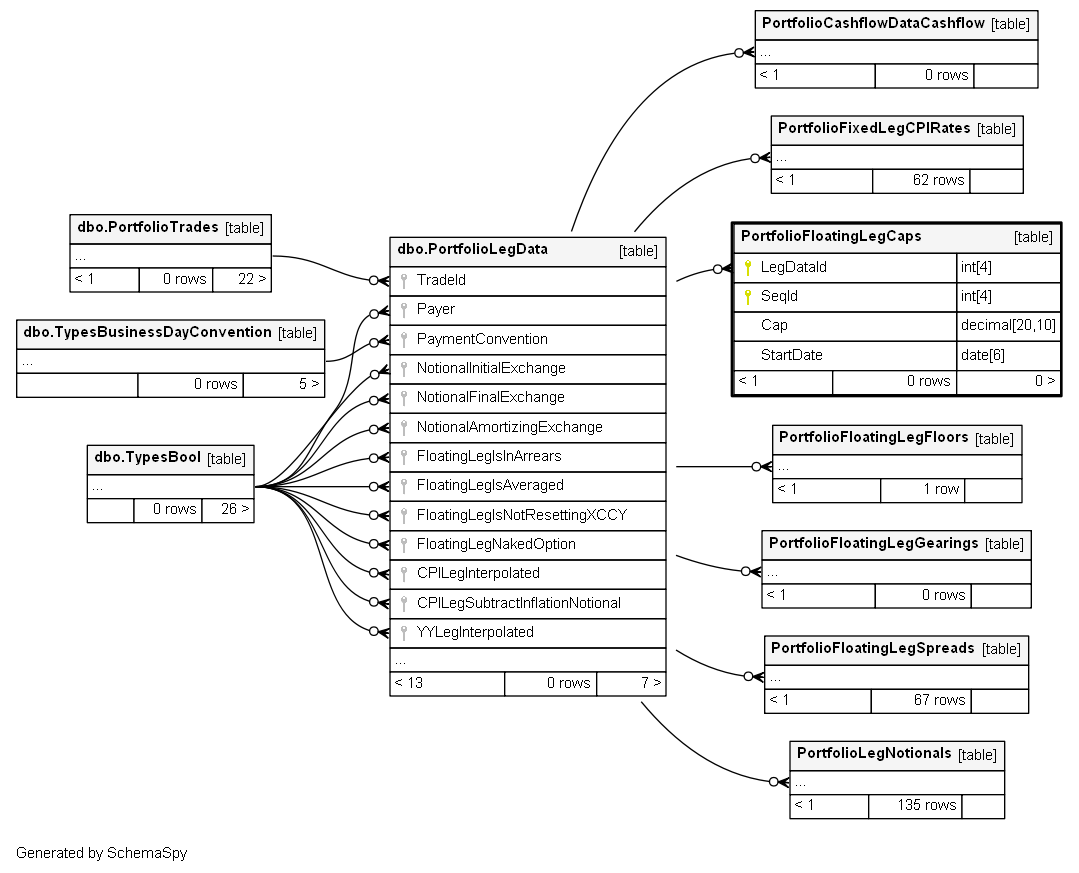 PortfolioCashflowDataCashflow [table]
...
< 1 0 rows
PortfolioFixedLegCPIRates [table]
...
< 1 62 rows
dbo.PortfolioTrades [table]
...
< 1 0 rows 22 >
dbo.TypesBusinessDayConvention [table]
...
0 rows 5 >
dbo.TypesBool [table]
...
0 rows 26 >
dbo.PortfolioLegData [table]
TradeId
Payer
PaymentConvention
NotionalInitialExchange
NotionalFinalExchange
NotionalAmortizingExchange
FloatingLegIsInArrears
FloatingLegIsAveraged
FloatingLegIsNotResettingXCCY
FloatingLegNakedOption
CPILegInterpolated
CPILegSubtractInflationNotional
YYLegInterpolated
...
< 13 0 rows 7 >
PortfolioFloatingLegCaps [table]
LegDataId int[4]
SeqId int[4]
Cap decimal[20,10]
StartDate date[6]
< 1 0 rows 0 >
PortfolioFloatingLegFloors [table]
...
< 1 1 row
PortfolioFloatingLegGearings [table]
...
< 1 0 rows
PortfolioFloatingLegSpreads [table]
...
< 1 67 rows
PortfolioLegNotionals [table]
...
< 1 135 rows
Generated by SchemaSpy